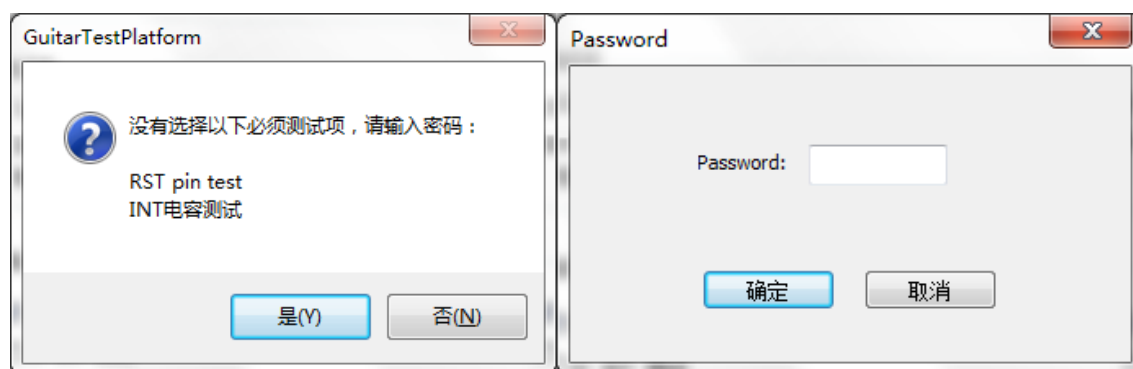 GuitarTestPlatform
没有选择以下必须测试项，请输入密码：
RST pin test
INT电容测试
是(Y)
否(N)
Password
Password:
确定
取消